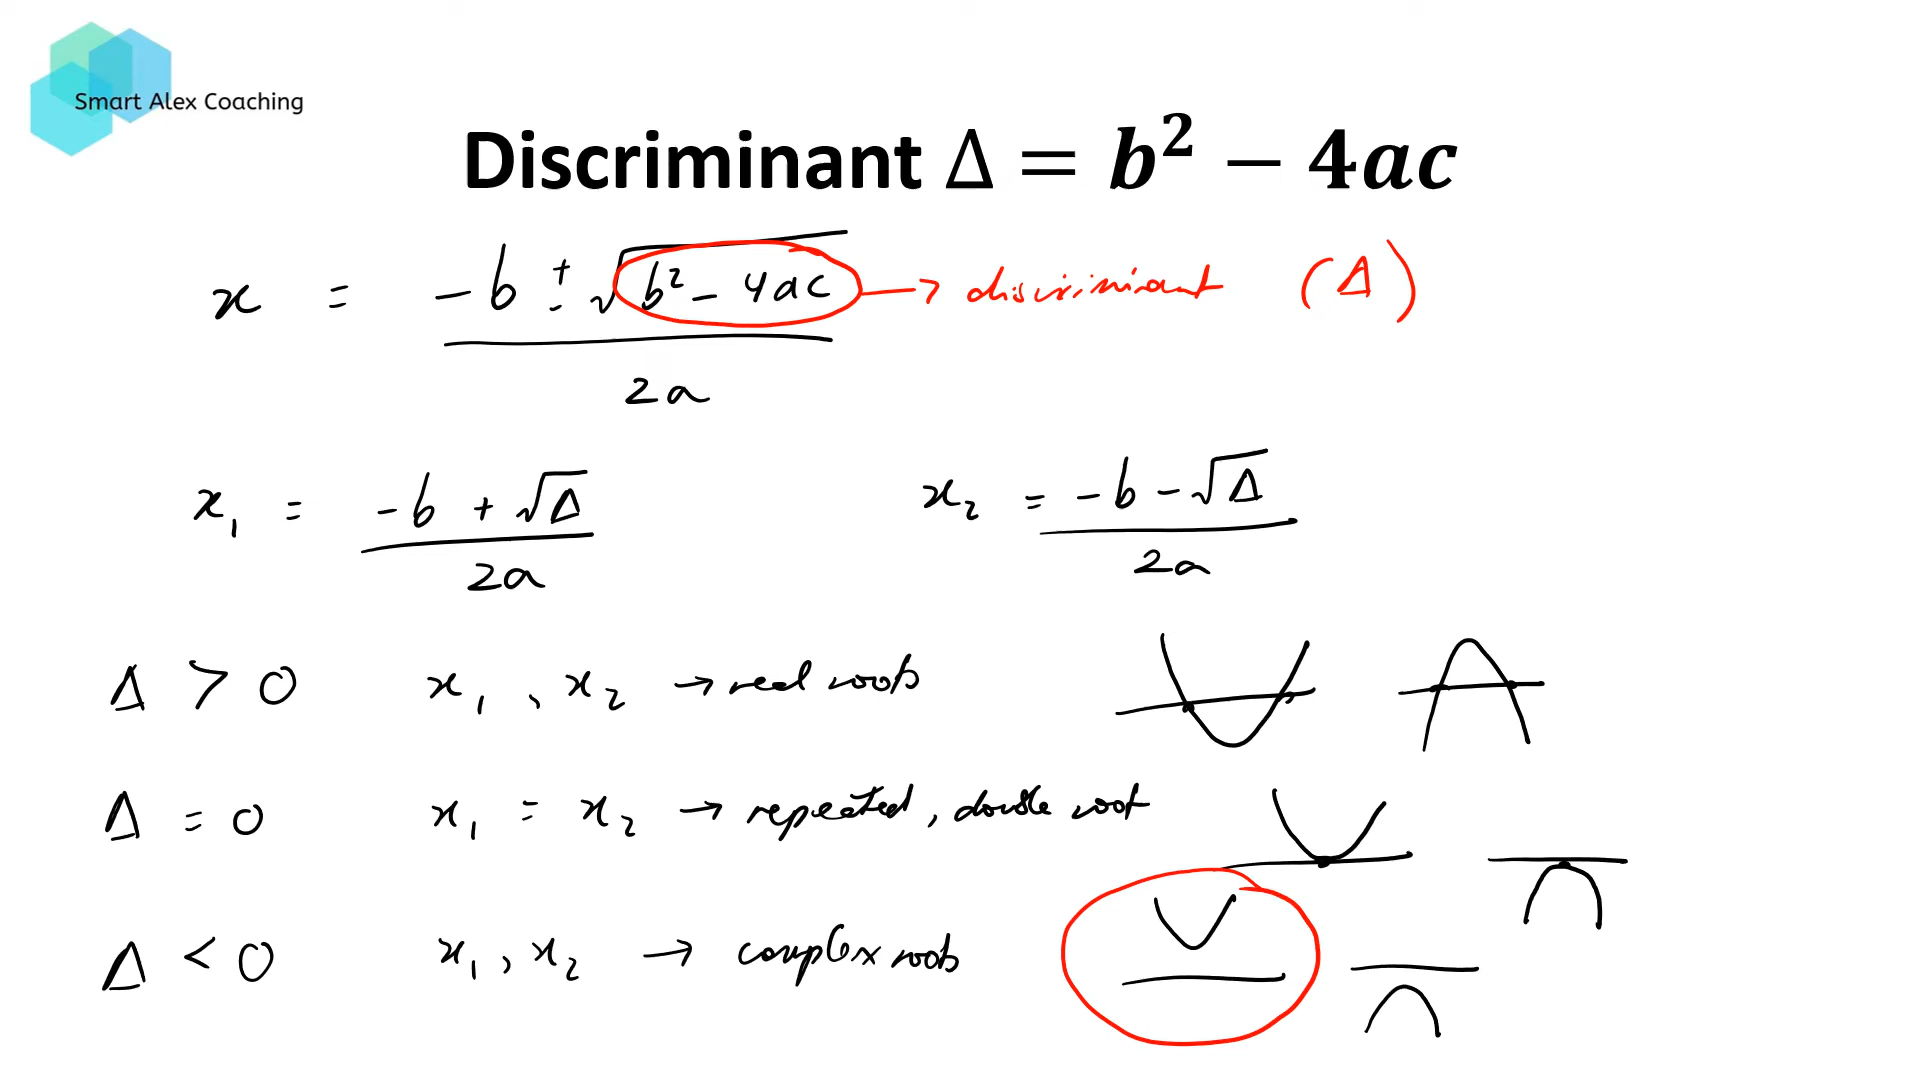 Smart Alex Coaching
Discriminant Δ = b² − 4ac
x = −b ± √b² − 4ac → discriminant (Δ)
2a
x₁ = −b + √Δ
2a
x₂ = −b − √Δ
2a
Δ > 0 x₁, x₂ → real roots
Δ = 0 x₁ = x₂ → repeated, double root
Δ < 0 x₁, x₂ → complex roots